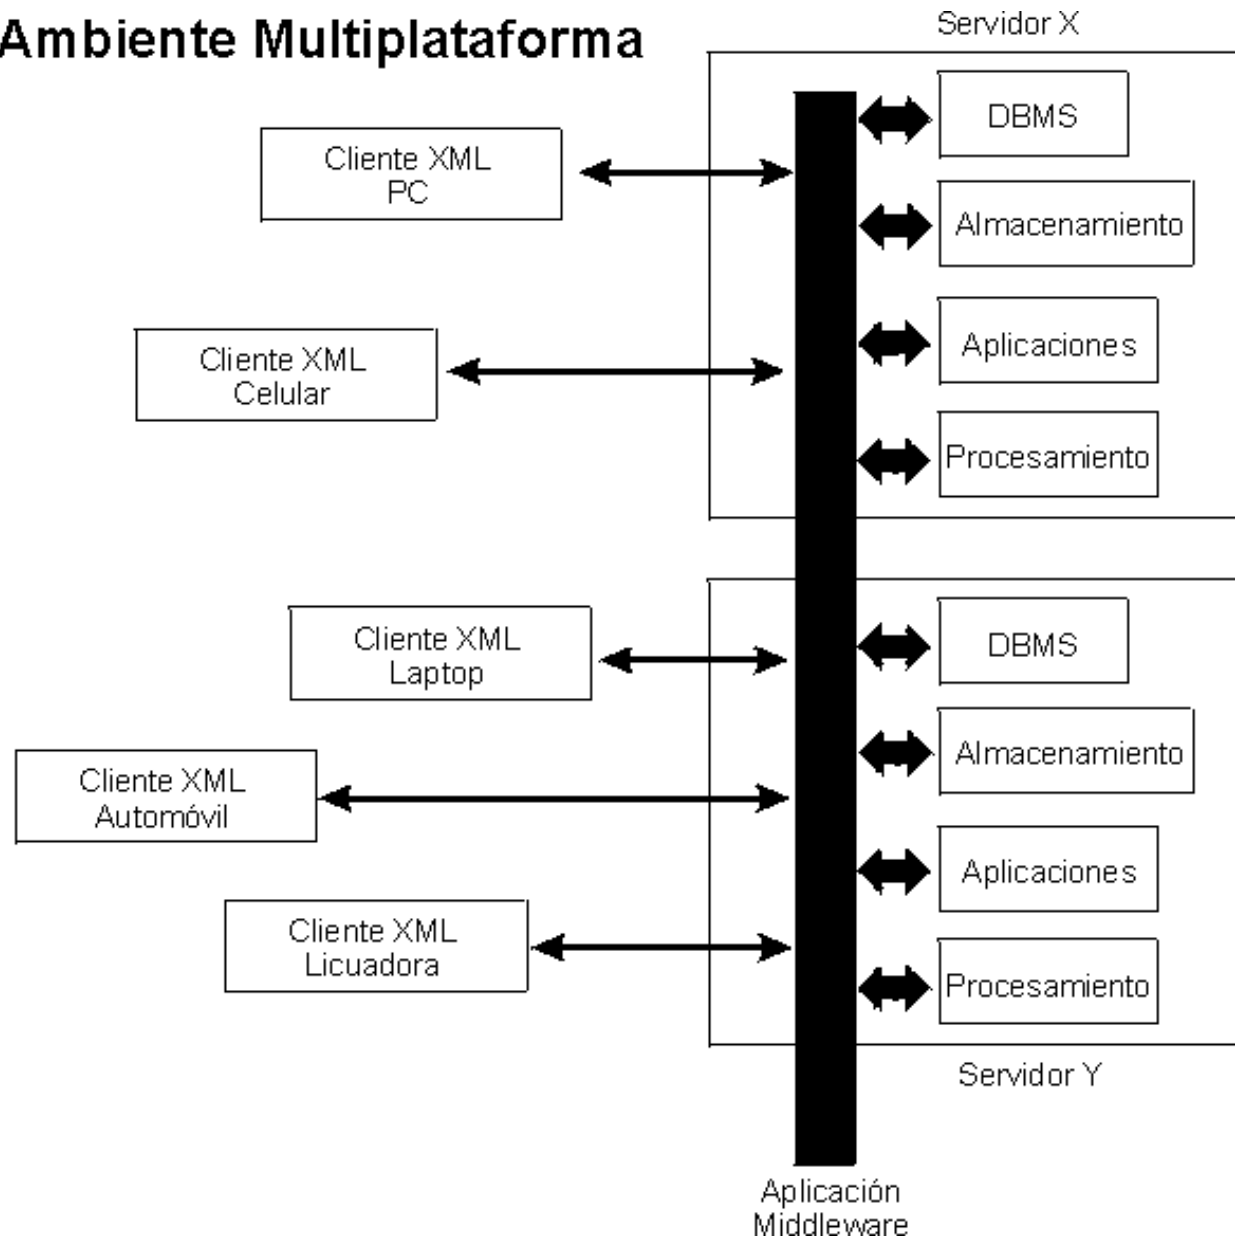 Ambiente Multiplataforma
Servidor X
DBMS
Cliente XML
PC
Almacenamiento
Aplicaciones
Cliente XML
Celular
Procesamiento
Cliente XML
Laptop
DBMS
Almacenamiento
Cliente XML
Automóvil
Aplicaciones
Cliente XML
Licuadora
Procesamiento
Servidor Y
Aplicación
Middleware